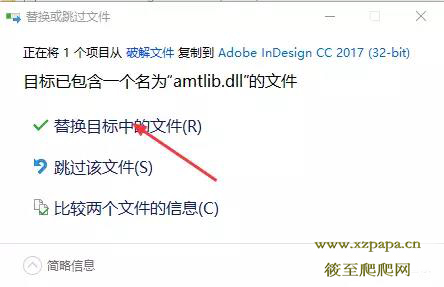 替换或跳过文件
正在将 1 个项目从 破解文件 复制到 Adobe InDesign CC 2017 (32-bit)
目标已包含一个名为"amtlib.dll"的文件
替换目标中的文件(R)
跳过该文件(S)
比较两个文件的信息(C)
www.xzpapa.cn
简略信息
筱至爬爬网